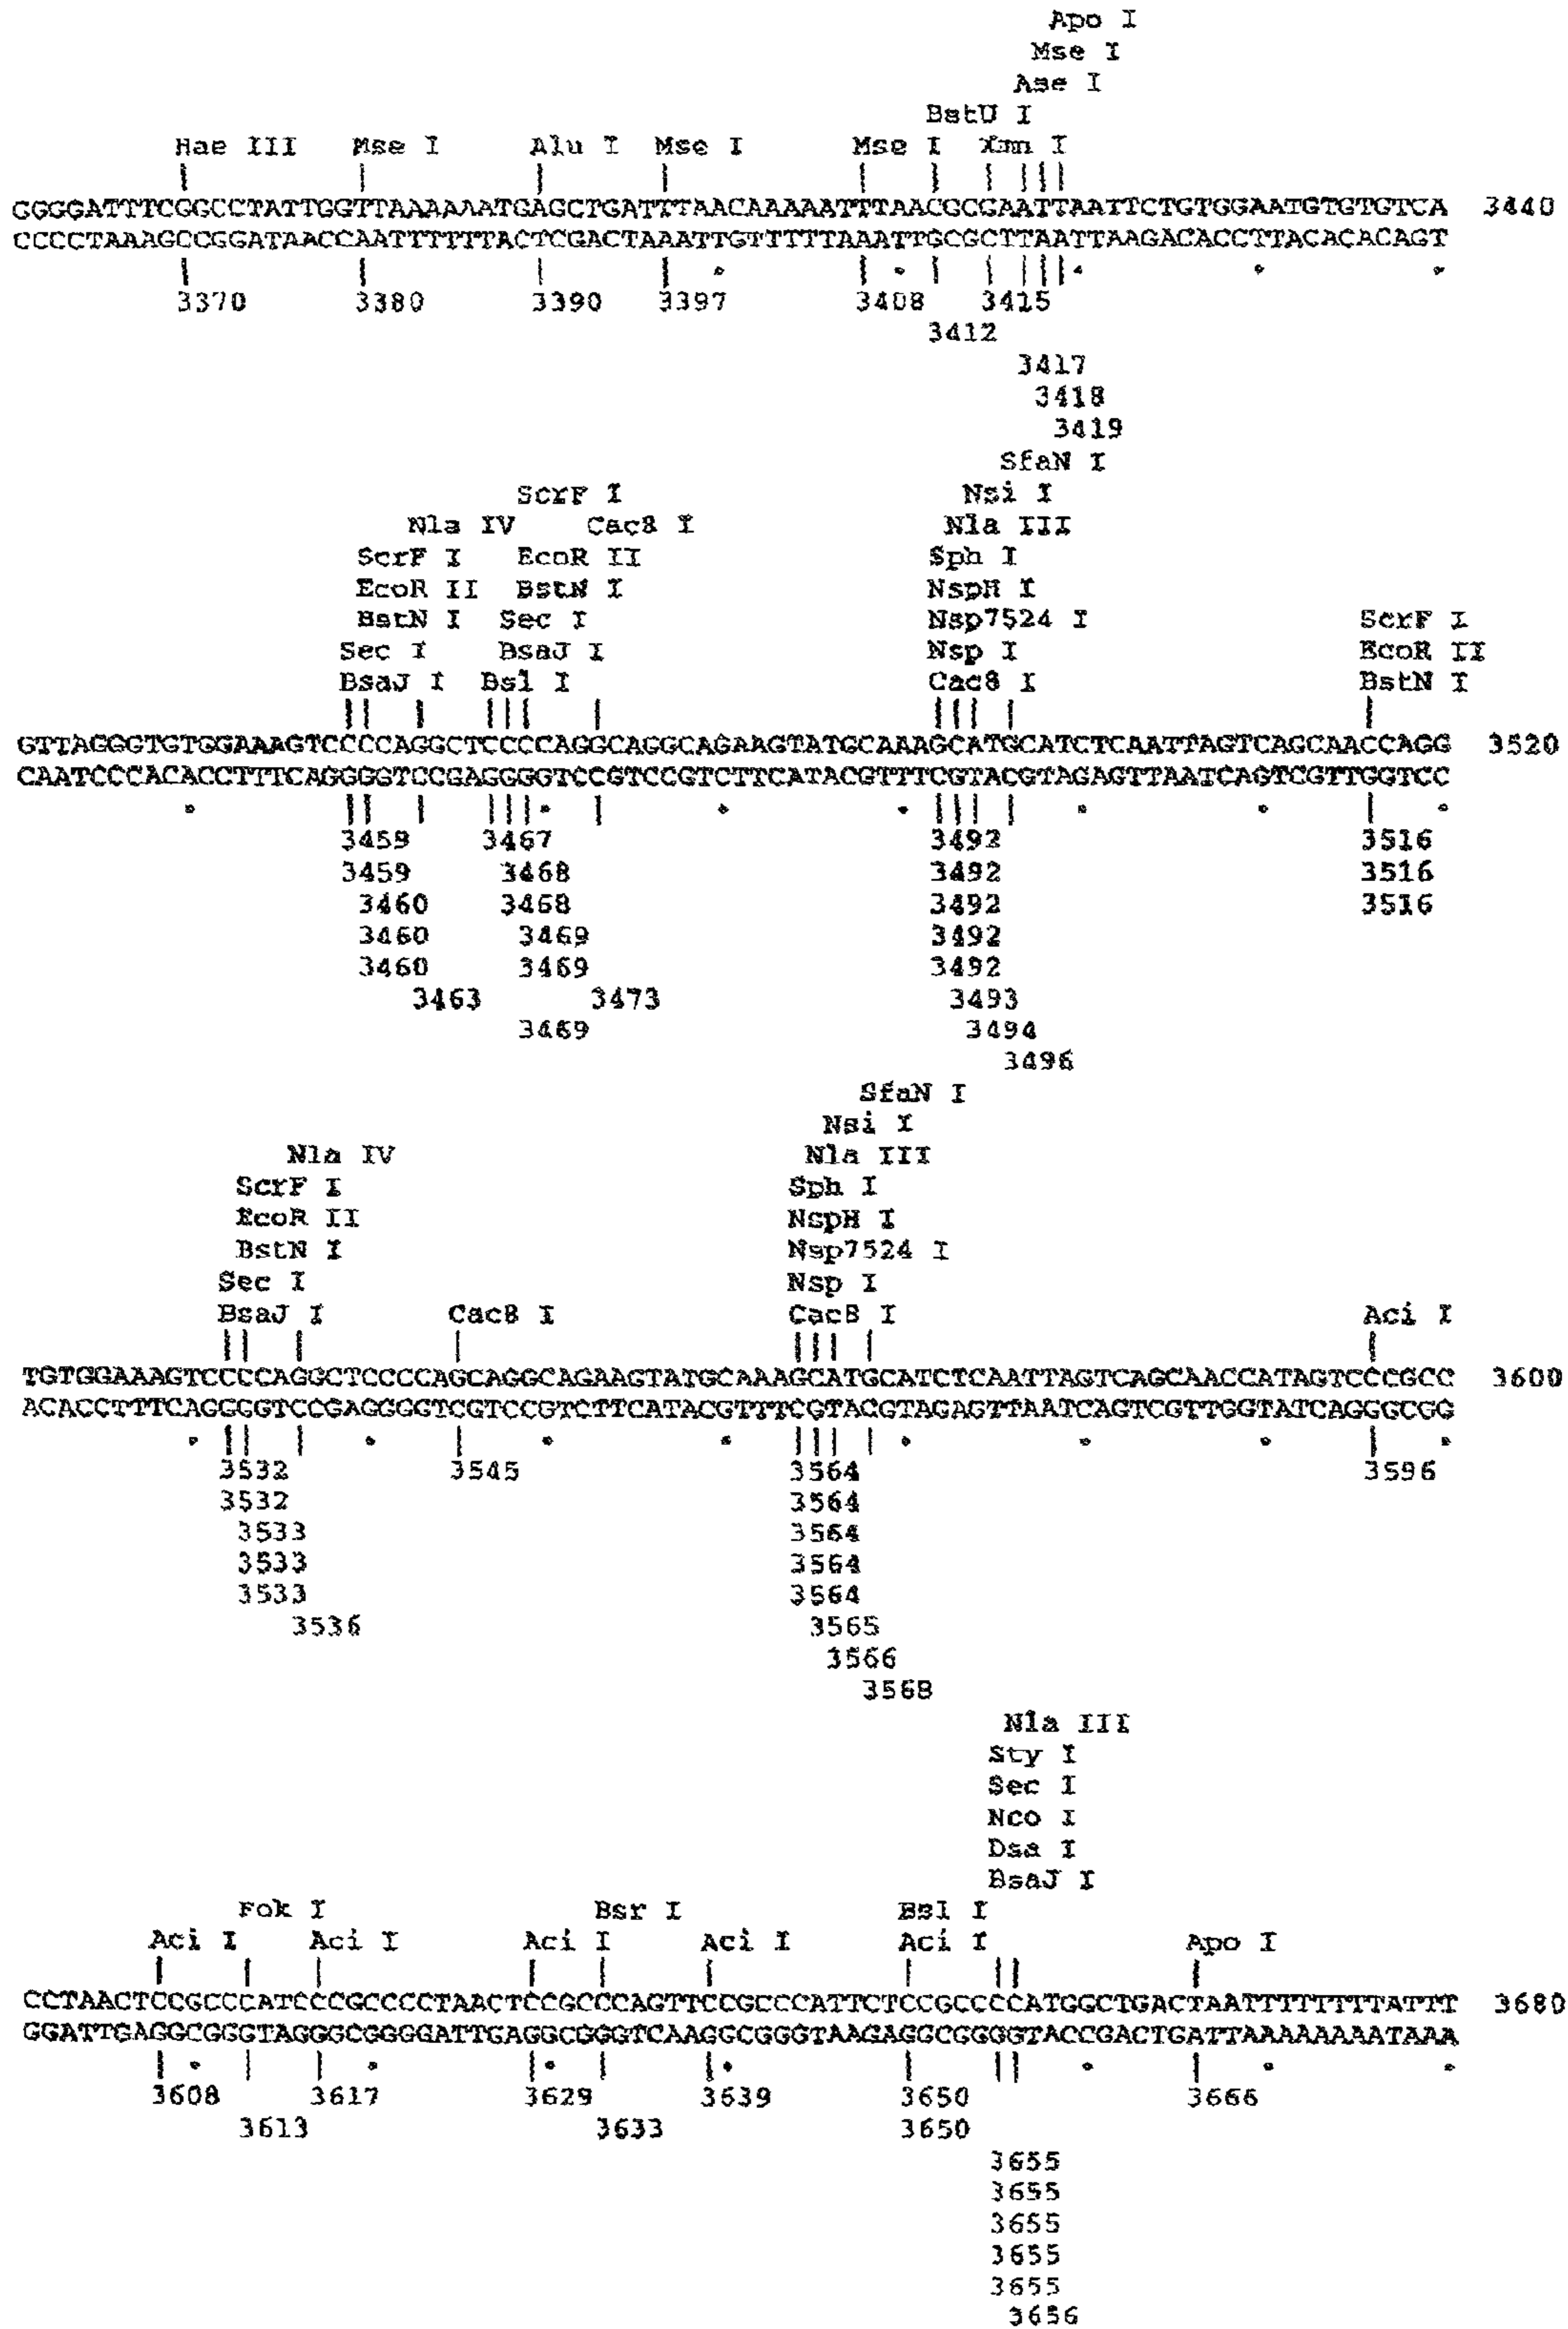 Apo I
Mse I
Ase I
BstU I
Hae III Mse I Alu I Mse I Mse I Xmn I
GGGGATTTCGGCCTATTGGTTAAAAAATGAGCTGATTTAACAAAAATTTAACGCGAATTAATTCTGTGGAATGTGTGTCA 3440
CCCCTAAAGCCGGATAACCAATTTTTTACTCGACTAAATTGTTTTTAAATTGCGCTTAATTAAGACACCTTACACACAGT
3370 3380 3390 3397 3408 3415
3412
3417
3418
3419
SfaN I
ScrF I Nsi I
Nla IV Cac8 I Nla III
ScrF I EcoR II Sph I
EcoR II BstN I NspH I
BstN I Sec I Nsp7524 I ScrF I
Sec I BsaJ I Nsp I EcoR II
BsaJ I Bsl I Cac8 I BstN I
GTTAGGGTGTGGAAAGTCCCCAGGCTCCCCAGGCAGGCAGAAGTATGCAAAGCATGCATCTCAATTAGTCAGCAACCAGG 3520
CAATCCCACACCTTTCAGGGGTCCGAGGGGTCCGTCCGTCTTCATACGTTTCGTACGTAGAGTTAATCAGTCGTTGGTCC
3459 3467 3492 3516
3459 3468 3492 3516
3460 3468 3492 3516
3460 3469 3492
3460 3469 3492
3463 3473 3493
3469 3494
3496
SfaN I
Nsi I
Nla IV Nla III
ScrF I Sph I
EcoR II NspH I
BstN I Nsp7524 I
Sec I Nsp I
BsaJ I Cac8 I Cac8 I Aci I
TGTGGAAAGTCCCCAGGCTCCCCAGCAGGCAGAAGTATGCAAAGCATGCATCTCAATTAGTCAGCAACCATAGTCCCGCC 3600
ACACCTTTCAGGGGTCCGAGGGGTCGTCCGTCTTCATACGTTTCGTACGTAGAGTTAATCAGTCGTTGGTATCAGGGCGG
3532 3545 3564 3596
3532 3564
3533 3564
3533 3564
3533 3564
3536 3565
3566
3568
Nla III
Sty I
Sec I
Nco I
Dsa I
BsaJ I
Fok I Bsr I Bsl I
Aci I Aci I Aci I Aci I Aci I Apo I
CCTAACTCCGCCCATCCCGCCCCTAACTCCGCCCAGTTCCGCCCATTCTCCGCCCCATGGCTGACTAATTTTTTTTATTT 3680
GGATTGAGGCGGGTAGGGCGGGGATTGAGGCGGGTCAAGGCGGGTAAGAGGCGGGGTACCGACTGATTAAAAAAAATAAA
3608 3617 3629 3639 3650 3666
3613 3633 3650
3655
3655
3655
3655
3655
3656